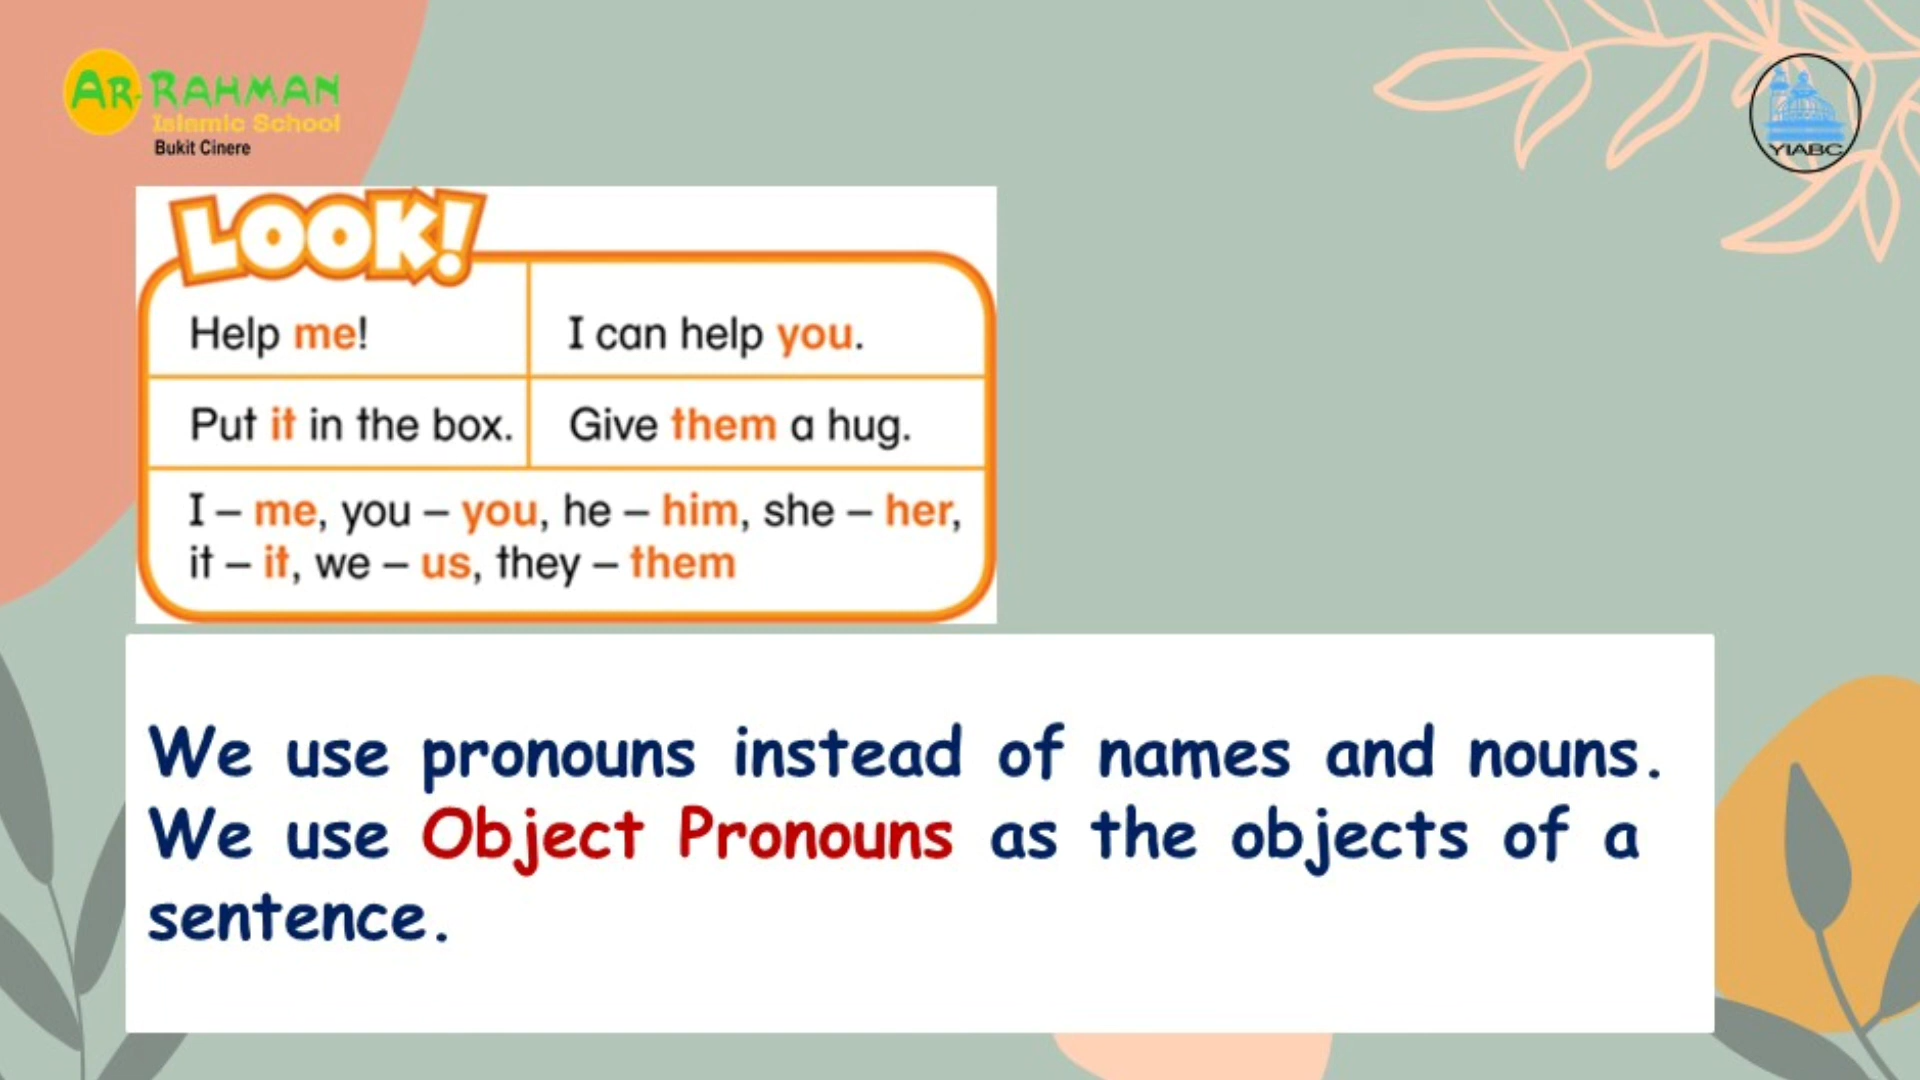 AR-RAHMAN
Islamic School
Bukit Cinere
YIABC
LOOK!
Help me!
I can help you.
Put it in the box.
Give them a hug.
I – me, you – you, he – him, she – her,
it – it, we – us, they – them
We use pronouns instead of names and nouns.
We use Object Pronouns as the objects of a
sentence.